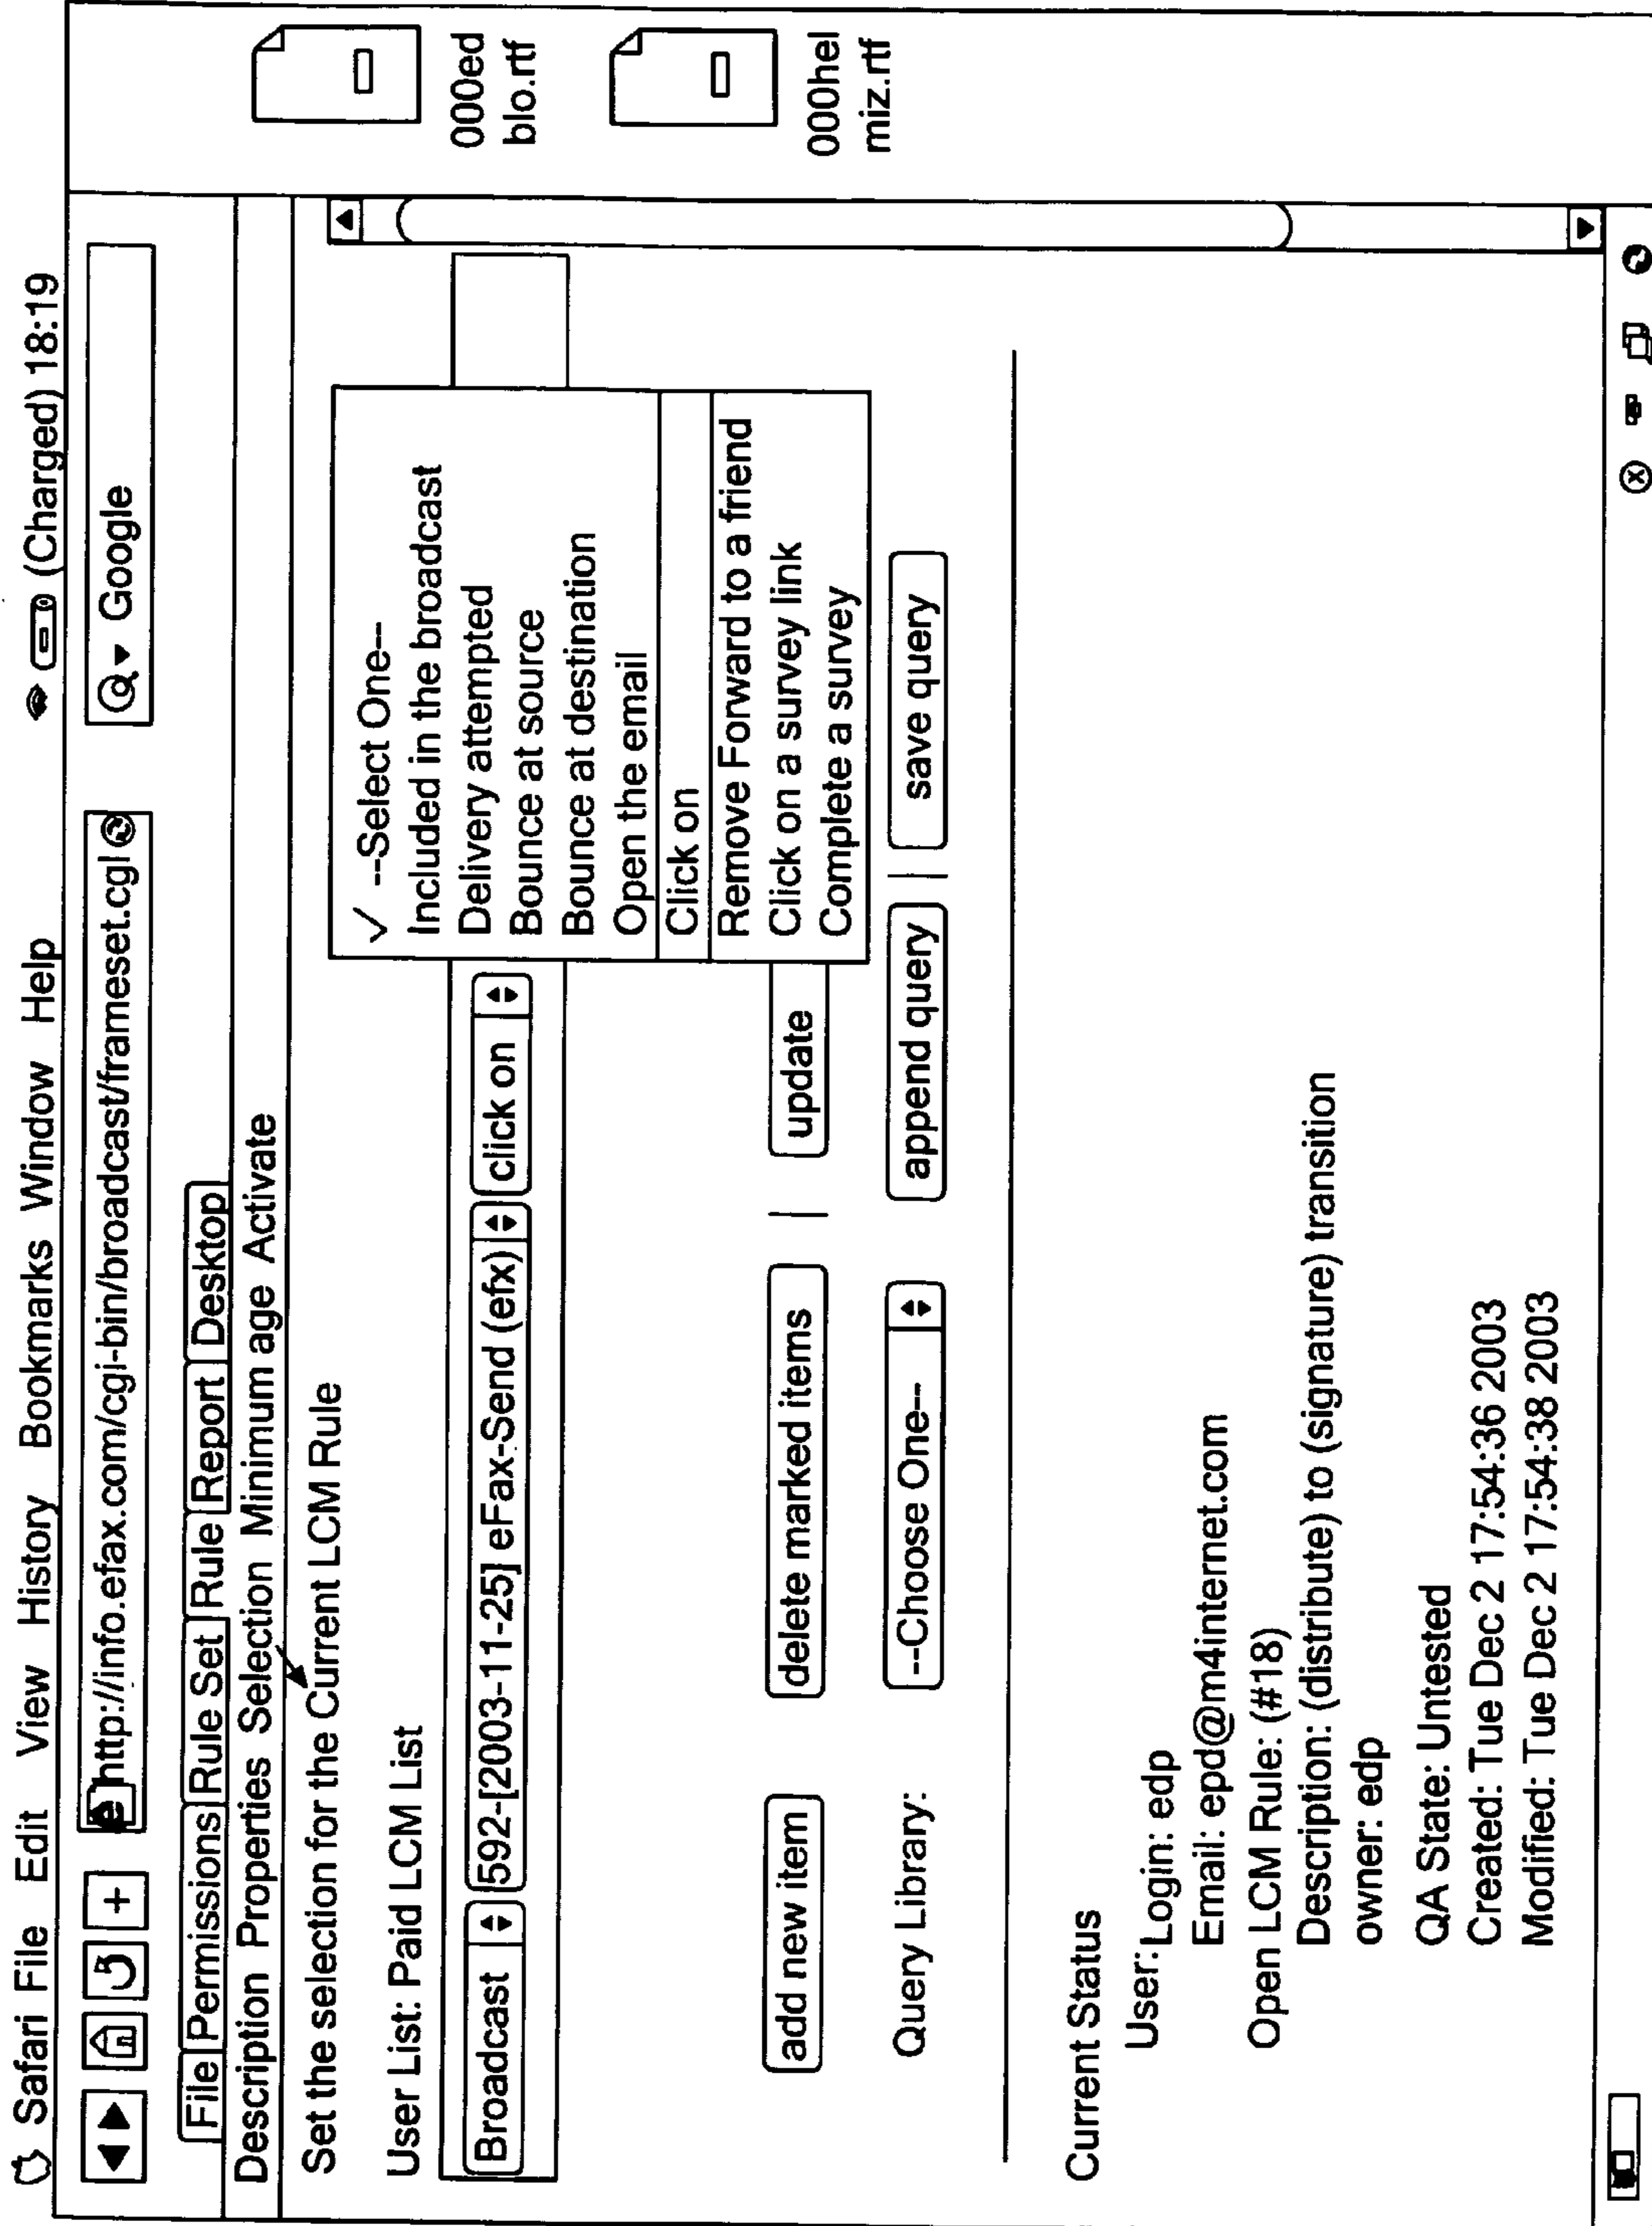 Safari File Edit View History Bookmarks Window Help (Charged) 18:19
http://info.efax.com/cgi-bin/broadcast/frameset.cgl
Google
File Permissions Rule Set Rule Report Desktop
Description Properties Selection Minimum age Activate
Set the selection for the Current LCM Rule
User List: Paid LCM List
Broadcast 592-[2003-11-25] eFax-Send (efx) click on
✓ --Select One--
Included in the broadcast
Delivery attempted
Bounce at source
Bounce at destination
Open the email
Click on
Remove Forward to a friend
Click on a survey link
Complete a survey
add new item delete marked items | update
Query Library: --Choose One-- append query | save query
Current Status
User: Login: edp
Email: epd@m4internet.com
Open LCM Rule: (#18)
Description: (distribute) to (signature) transition
owner: edp
QA State: Untested
Created: Tue Dec 2 17:54:36 2003
Modified: Tue Dec 2 17:54:38 2003
000ed
blo.rtf
000hel
miz.rtf